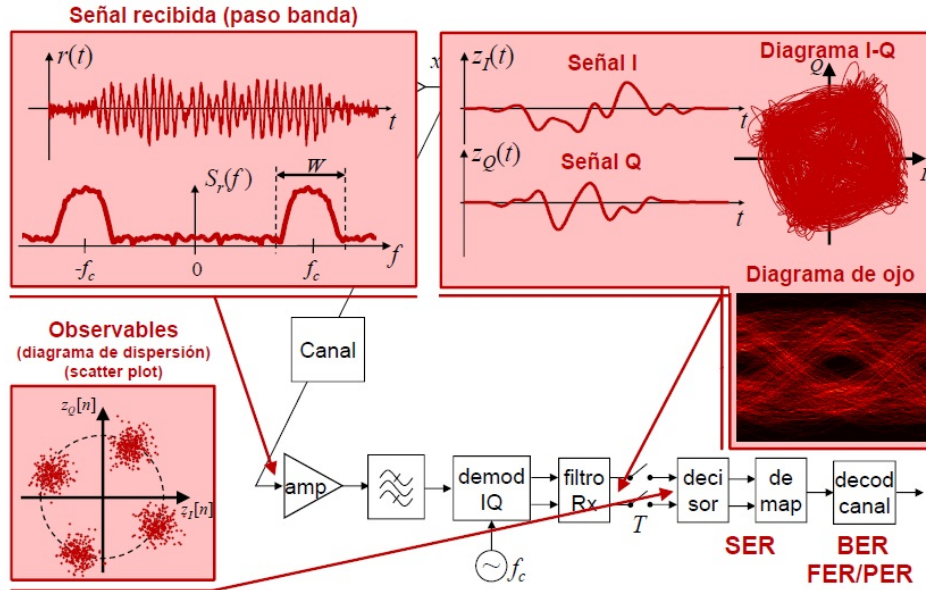 Señal recibida (paso banda)
r(t)
t
S_r(f)
W
-f_c
0
f_c
f
x
z_I(t)
Señal I
t
z_Q(t)
Señal Q
t
Diagrama I-Q
Q
I
Diagrama de ojo
Observables
(diagrama de dispersión)
(scatter plot)
z_Q[n]
z_I[n]
Canal
amp
demod
IQ
f_c
filtro
Rx
T
deci
sor
de
map
decod
canal
SER
BER
FER/PER